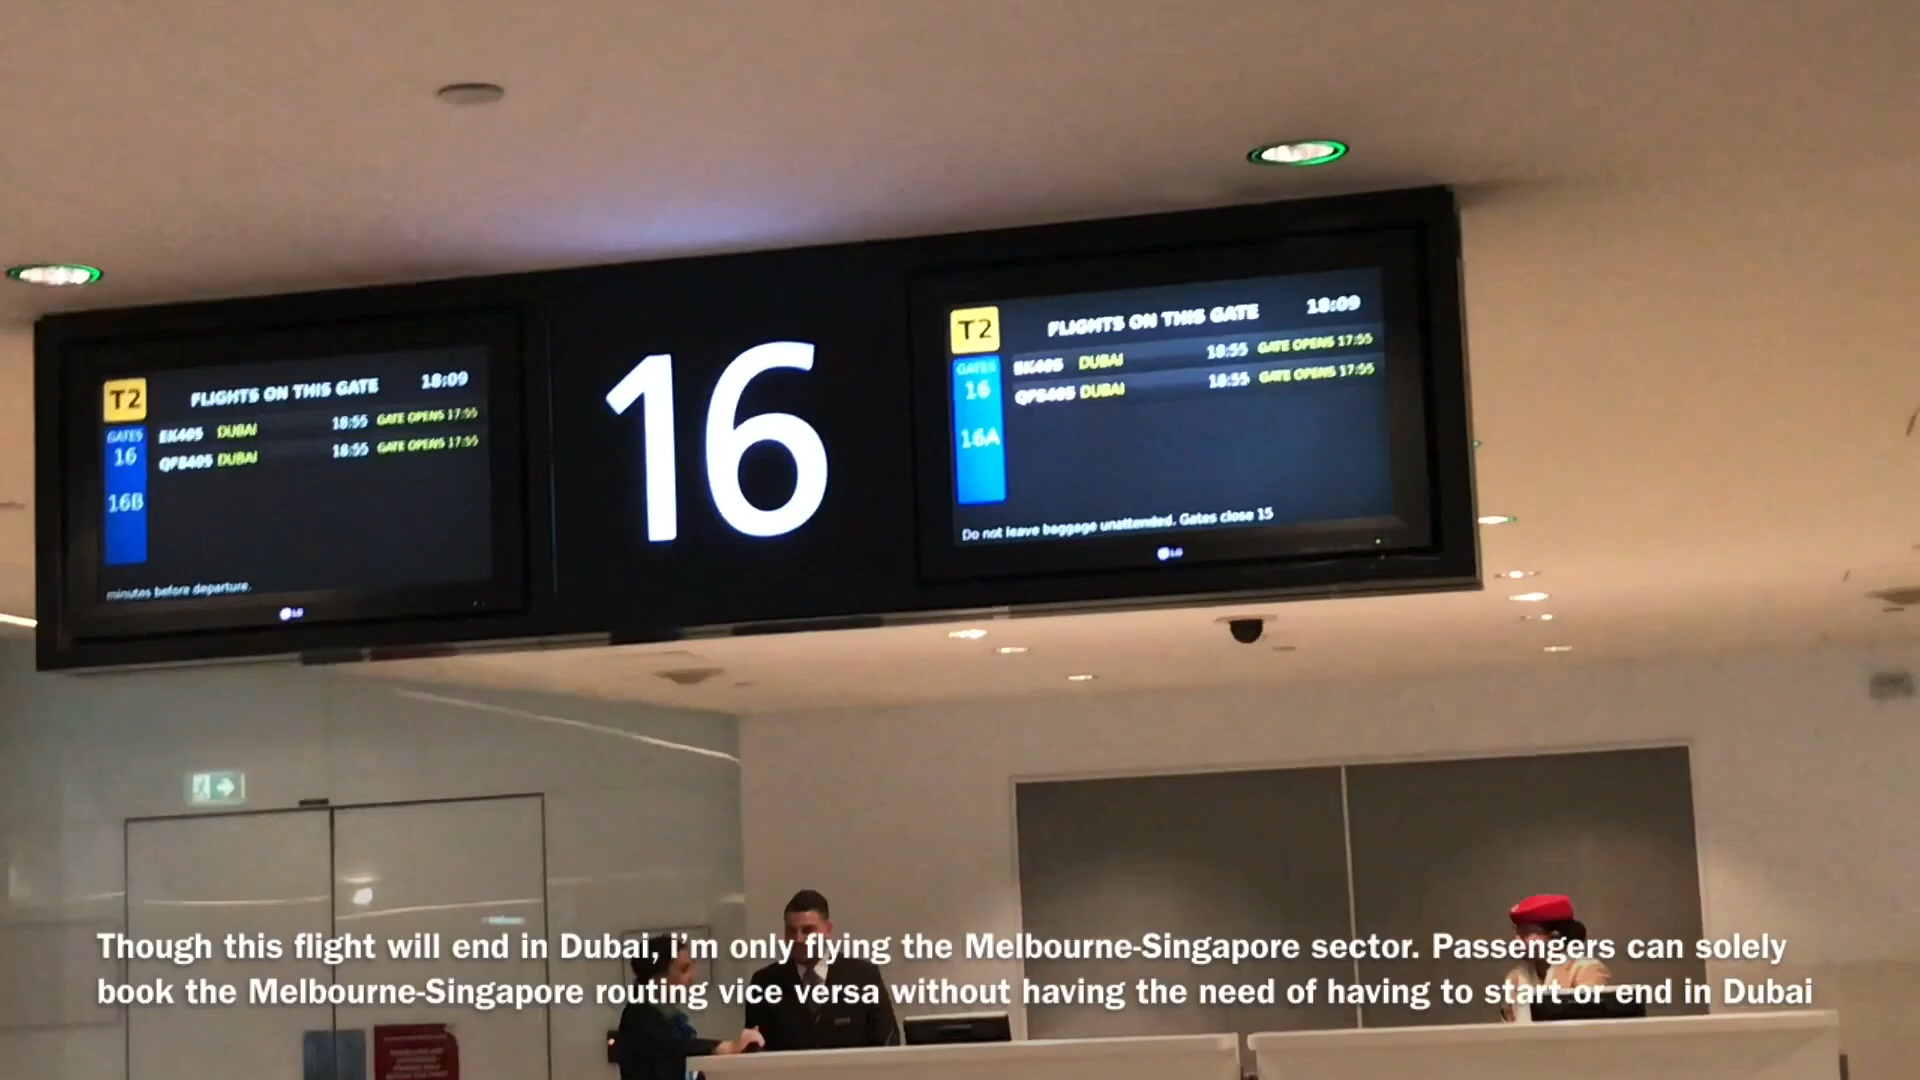 T2
FLIGHTS ON THIS GATE
18:09
GATES
16
16B
EK405 DUBAI 18:55 GATE OPENS 17:55
QF8405 DUBAI 18:55 GATE OPENS 17:55
minutes before departure.
LG
16
T2
FLIGHTS ON THIS GATE
18:09
GATES
16
16A
EK405 DUBAI 18:55 GATE OPENS 17:55
QF8405 DUBAI 18:55 GATE OPENS 17:55
Do not leave baggage unattended. Gates close 15
LG
Though this flight will end in Dubai, i'm only flying the Melbourne-Singapore sector. Passengers can solely
book the Melbourne-Singapore routing vice versa without having the need of having to start or end in Dubai